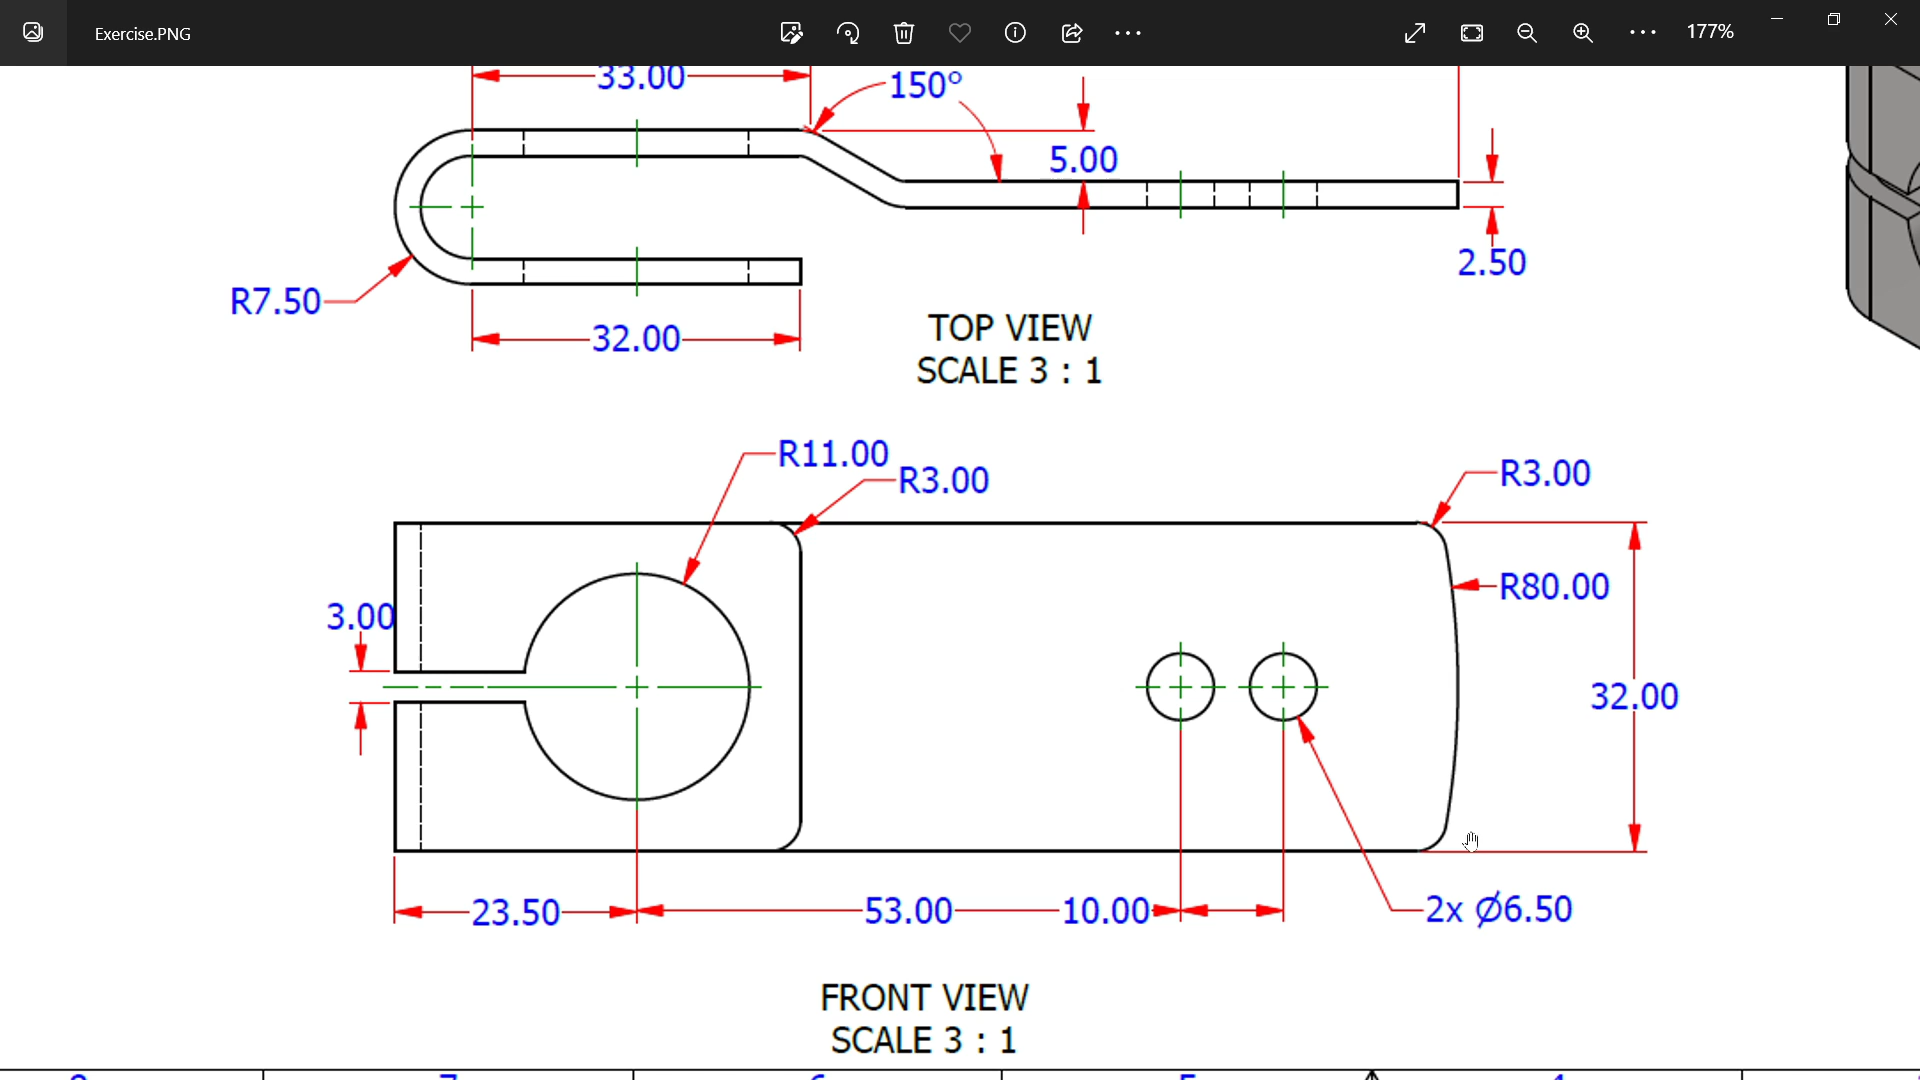 Exercise.PNG
177%
33.00
150°
5.00
2.50
R7.50
32.00
TOP VIEW
SCALE 3 : 1
R11.00
R3.00
R3.00
R80.00
3.00
32.00
23.50
53.00
10.00
2x Ø6.50
FRONT VIEW
SCALE 3 : 1